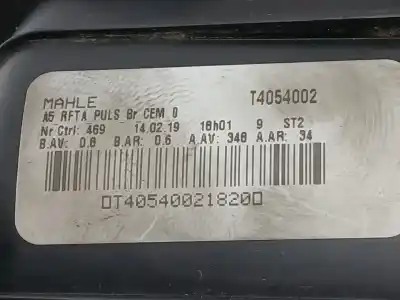 MAHLE T4054002
A5 RFTA PULS Br CEM 0
Nr Ctrl: 469 14.02.19 16h01 9 ST2
B.AV: 0.6 B.AR: 0.6 A.AV: 346 A.AR: 34
0T405400218200